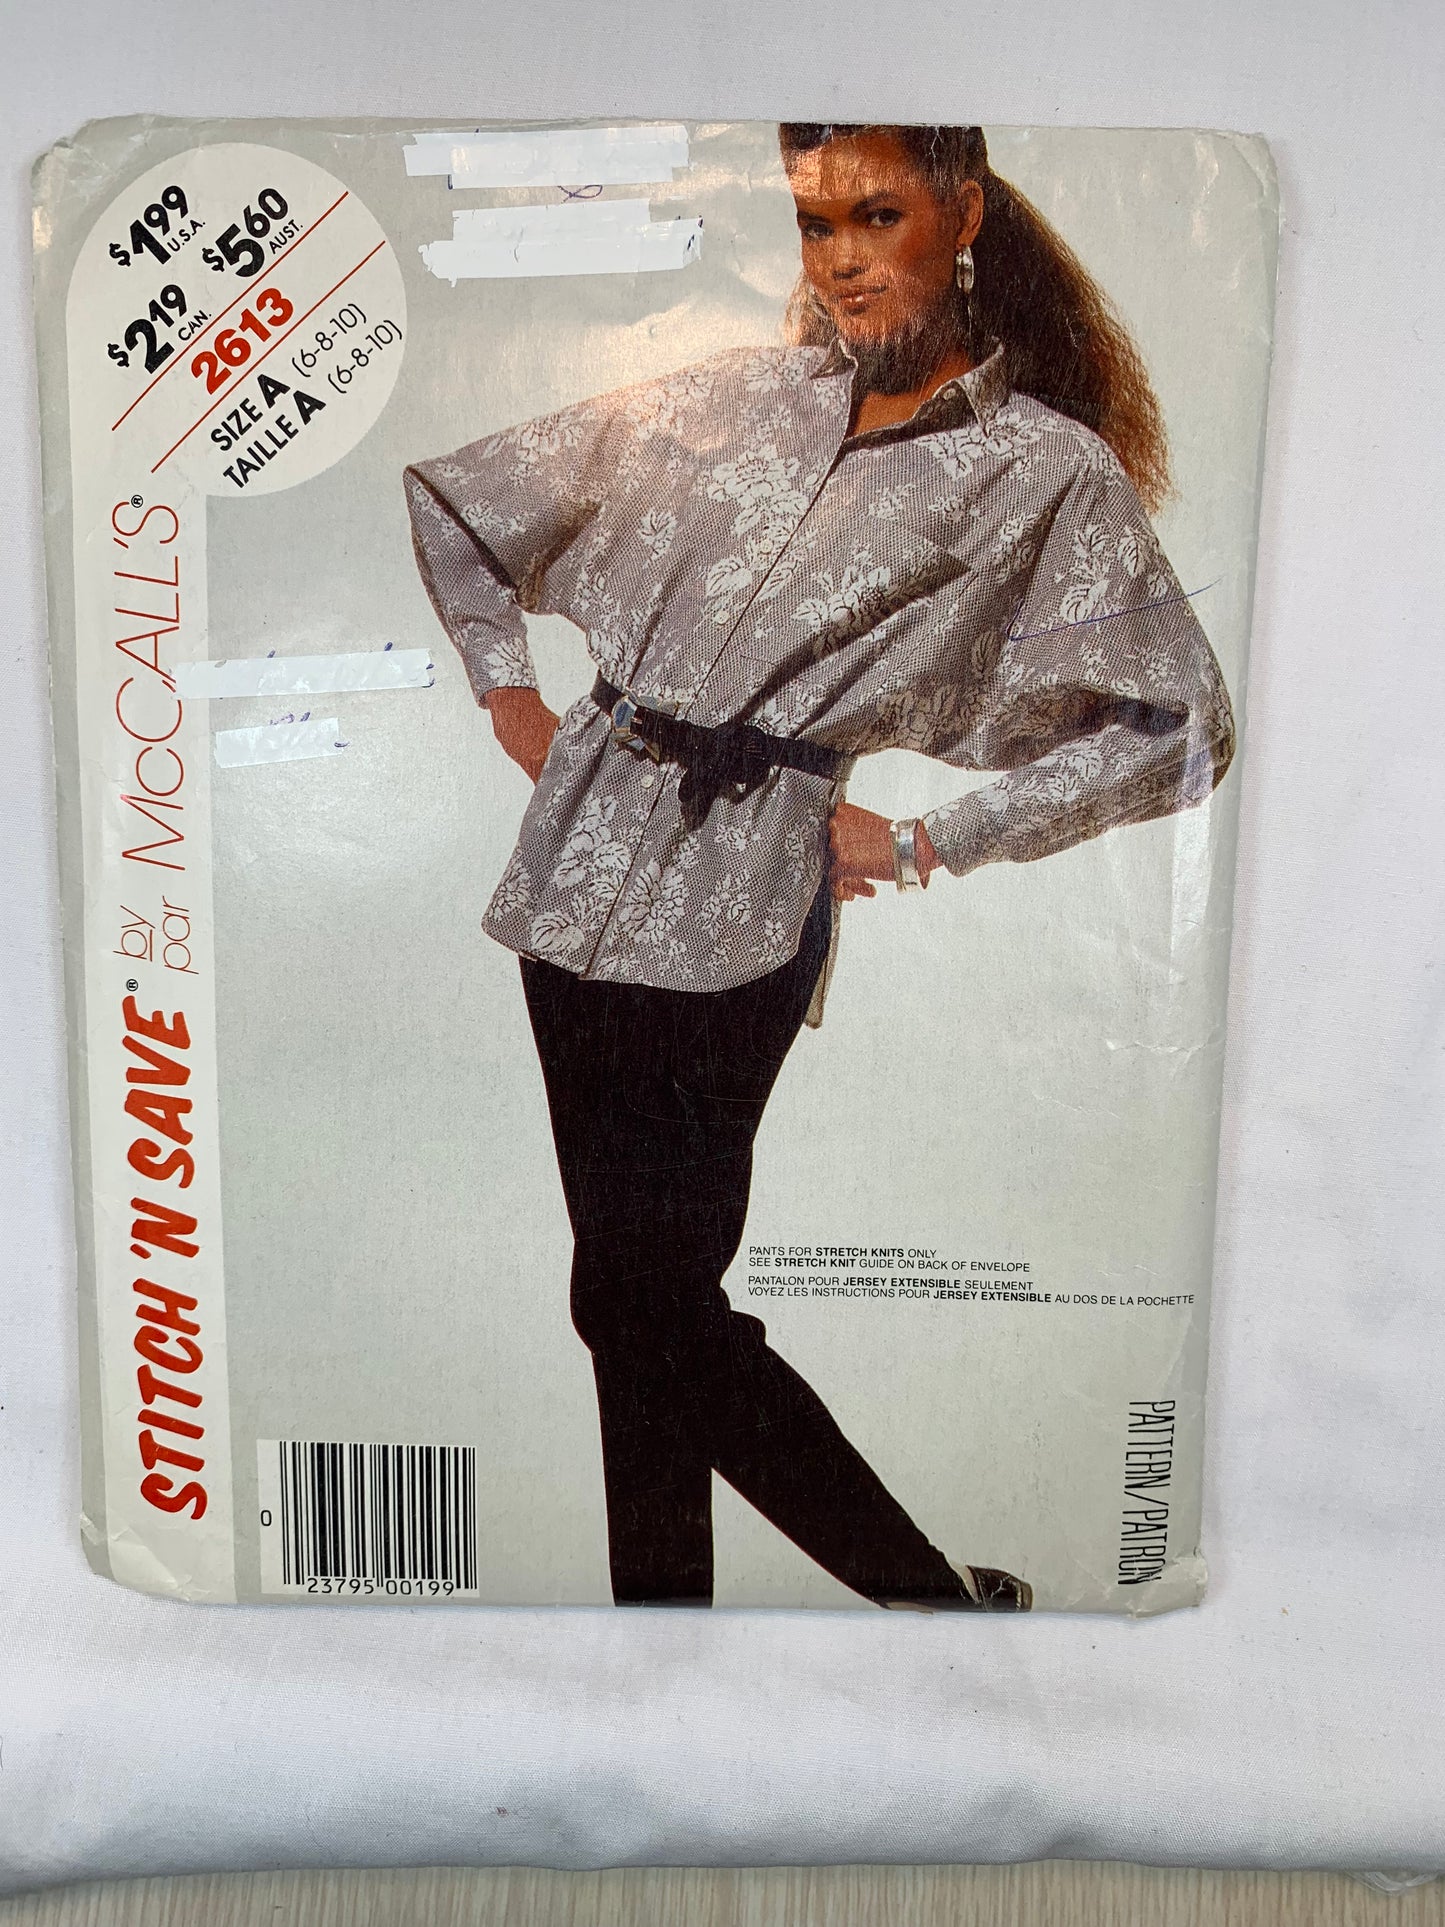 $1.99 U.S.A.
$5.60 AUST.
$2.19 CAN.
2613
SIZE A (6-8-10)
TAILLE A (6-8-10)
STITCH 'N SAVE® by McCALL'S®
par
PANTS FOR STRETCH KNITS ONLY
SEE STRETCH KNIT GUIDE ON BACK OF ENVELOPE
PANTALON POUR JERSEY EXTENSIBLE SEULEMENT
VOYEZ LES INSTRUCTIONS POUR JERSEY EXTENSIBLE AU DOS DE LA POCHETTE
PATTERN/PATRON
0 23795 00199